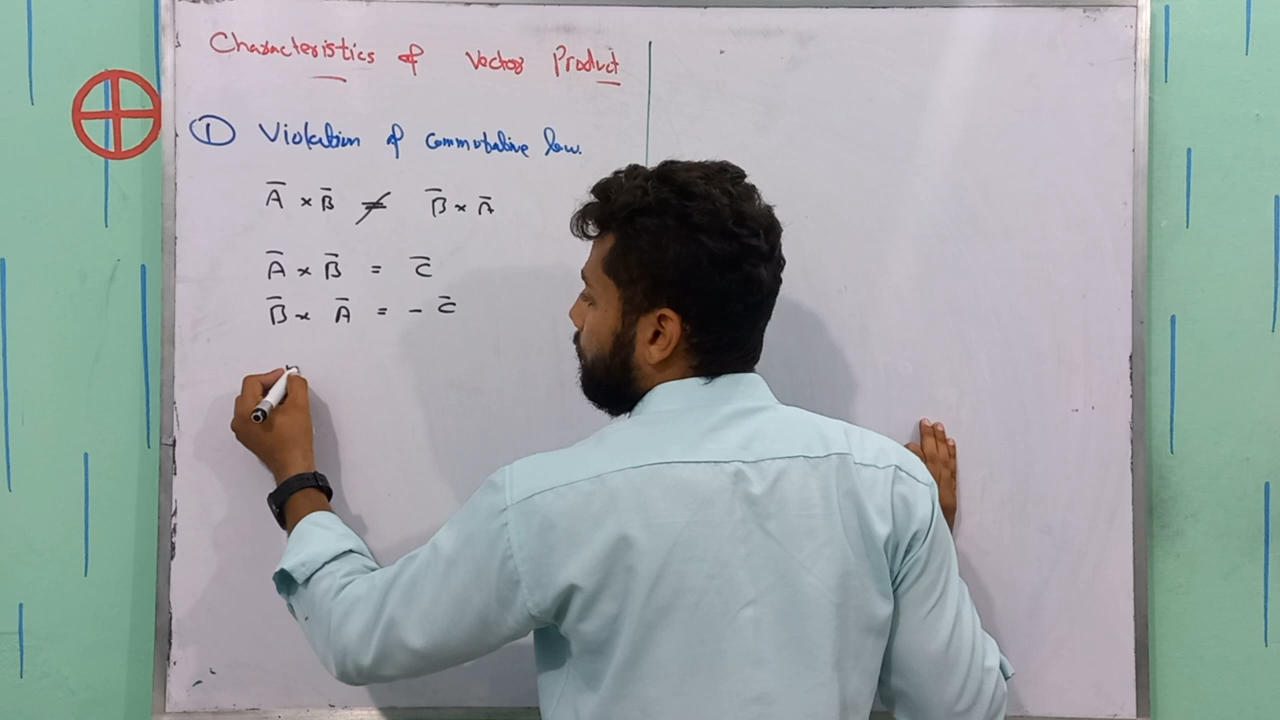 Characteristics of Vector Product
① Violation of commutative law.
A̅ × B̅ ≠ B̅ × A̅
A̅ × B̅ = C̅
B̅ × A̅ = - C̅